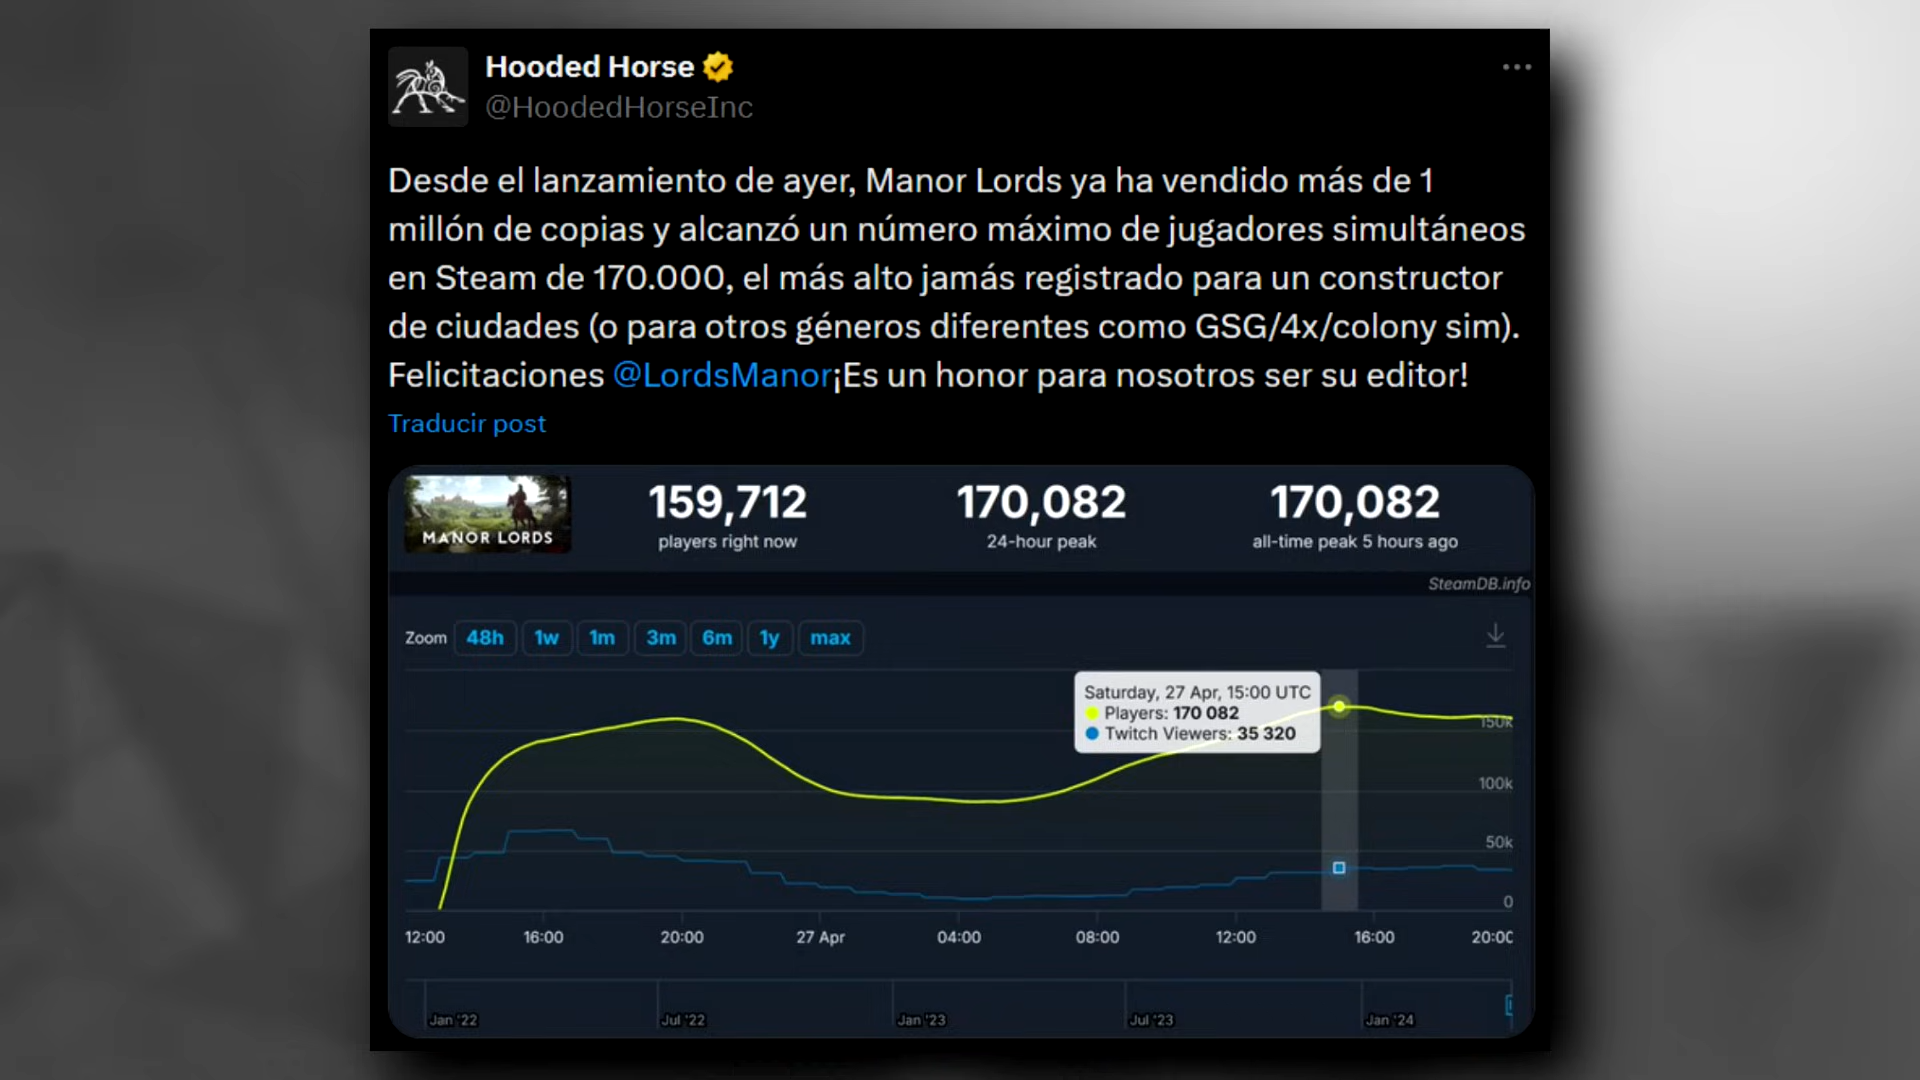 Hooded Horse
@HoodedHorseInc
Desde el lanzamiento de ayer, Manor Lords ya ha vendido más de 1
millón de copias y alcanzó un número máximo de jugadores simultáneos
en Steam de 170.000, el más alto jamás registrado para un constructor
de ciudades (o para otros géneros diferentes como GSG/4x/colony sim).
Felicitaciones @LordsManor¡Es un honor para nosotros ser su editor!
Traducir post
MANOR LORDS
159,712
players right now
170,082
24-hour peak
170,082
all-time peak 5 hours ago
SteamDB.info
Zoom 48h 1w 1m 3m 6m 1y max
Saturday, 27 Apr, 15:00 UTC
Players: 170 082
Twitch Viewers: 35 320
150k
100k
50k
0
12:00 16:00 20:00 27 Apr 04:00 08:00 12:00 16:00 20:00
Jan '22 Jul '22 Jan '23 Jul '23 Jan '24